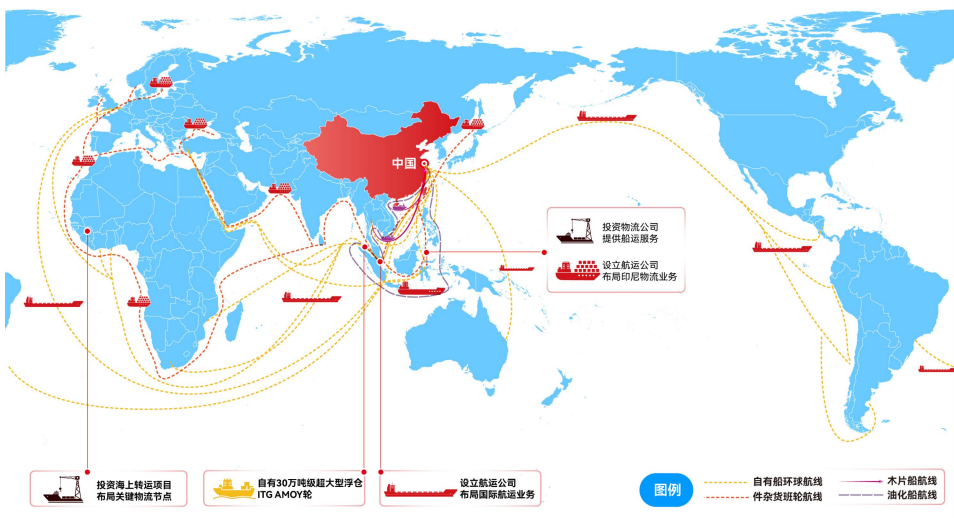 中国
投资物流公司
提供船运服务
设立航运公司
布局印尼物流业务
投资海上转运项目
布局关键物流节点
自有30万吨级超大型浮仓
ITG AMOY轮
设立航运公司
布局国际航运业务
图例
自有船环球航线
木片船航线
件杂货班轮航线
油化船航线